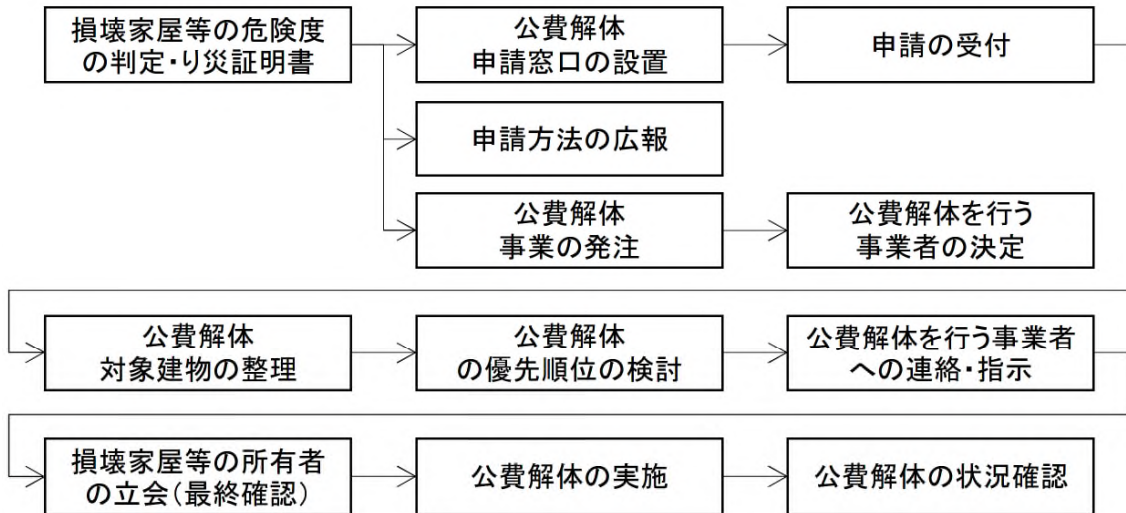 損壊家屋等の危険度
の判定・り災証明書
公費解体
申請窓口の設置
申請の受付
申請方法の広報
公費解体
事業の発注
公費解体を行う
事業者の決定
公費解体
対象建物の整理
公費解体
の優先順位の検討
公費解体を行う事業者
への連絡・指示
損壊家屋等の所有者
の立会(最終確認)
公費解体の実施
公費解体の状況確認